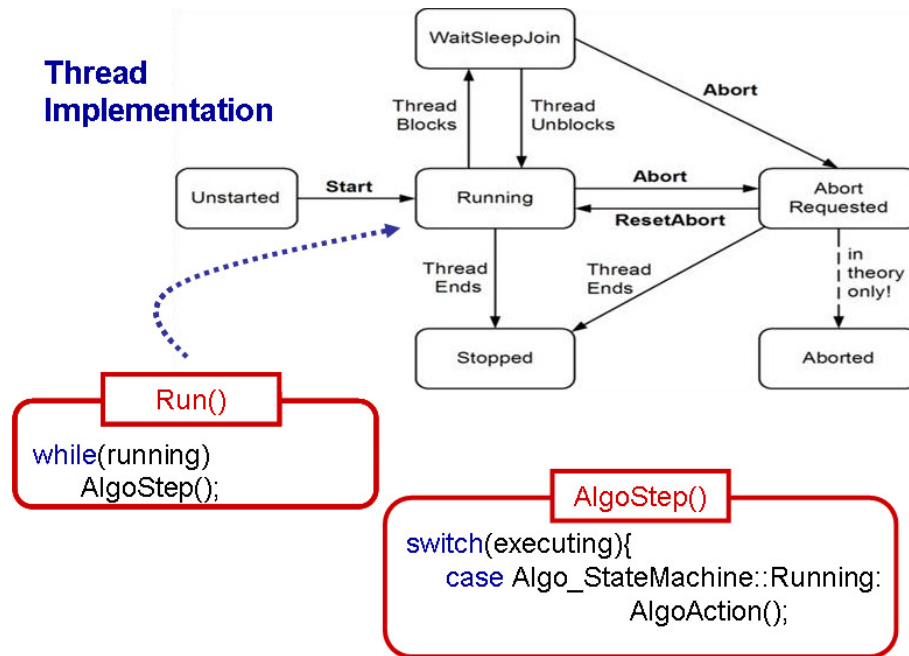 Thread
Implementation
WaitSleepJoin
Abort
Thread
Blocks
Thread
Unblocks
Unstarted
Start
Running
Abort
ResetAbort
Abort
Requested
Thread
Ends
Thread
Ends
in
theory
only!
Stopped
Aborted
Run()
while(running)
AlgoStep();
AlgoStep()
switch(executing){
case Algo_StateMachine::Running:
AlgoAction();